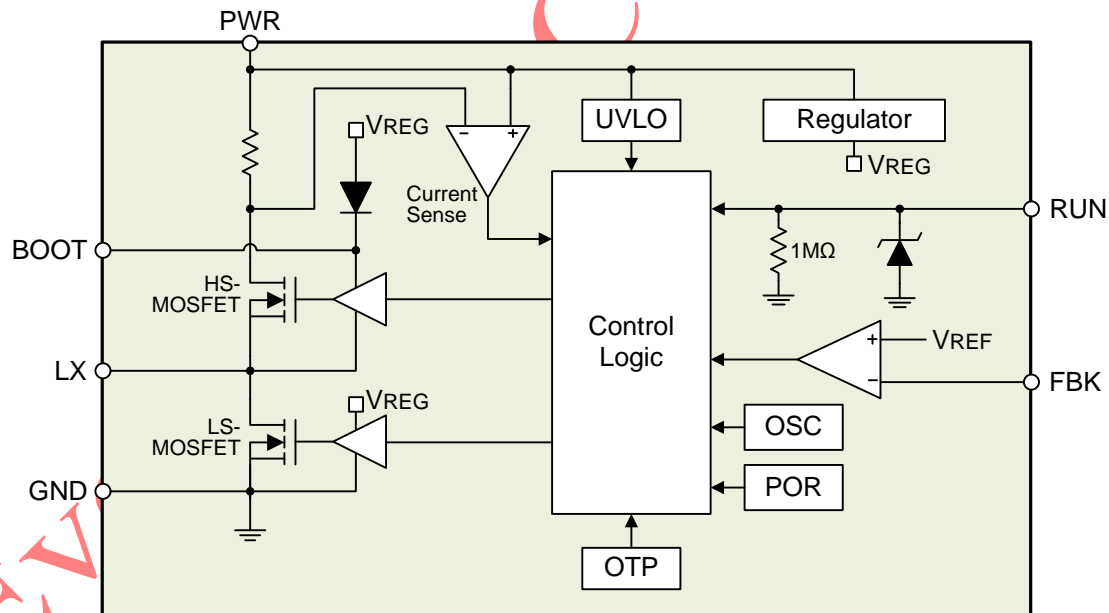 PWR
VREG
UVLO
Regulator
VREG
- +
Current
Sense
RUN
BOOT
1MΩ
HS-
MOSFET
Control
Logic
+
VREF
LX
-
FBK
VREG
LS-
MOSFET
OSC
GND
POR
OTP